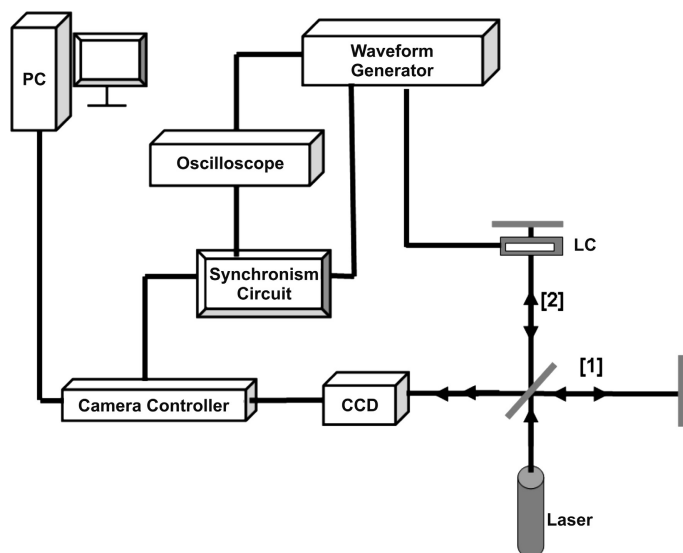 PC
Waveform
Generator
Oscilloscope
Synchronism
Circuit
LC
[2]
[1]
Camera Controller
CCD
Laser